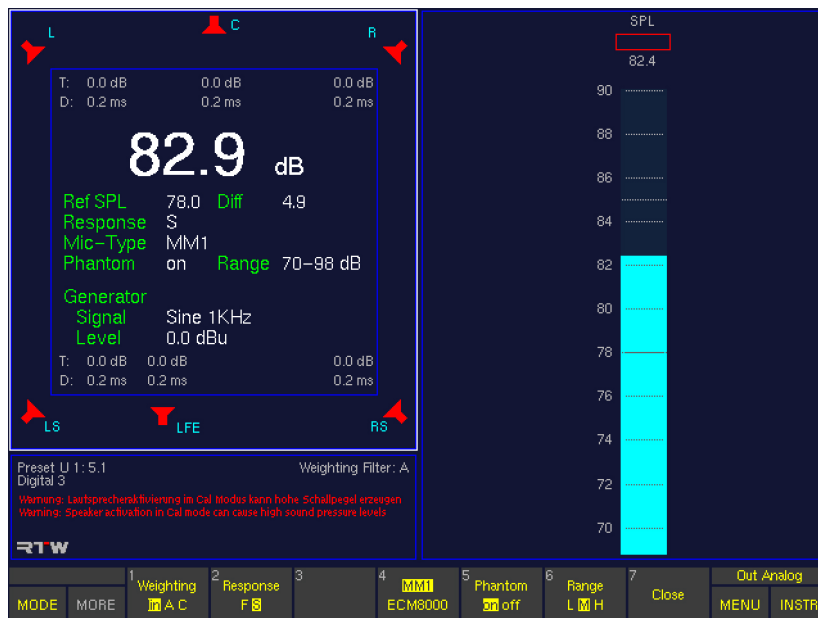 L C R
T: 0.0 dB 0.0 dB 0.0 dB
D: 0.2 ms 0.2 ms 0.2 ms
82.9 dB
Ref SPL 78.0 Diff 4.9
Response S
Mic-Type MM1
Phantom on Range 70-98 dB
Generator
Signal Sine 1KHz
Level 0.0 dBu
T: 0.0 dB 0.0 dB 0.0 dB
D: 0.2 ms 0.2 ms 0.2 ms
LS LFE RS
Preset U 1: 5.1 Weighting Filter: A
Digital 3
Warnung: Lautsprecheraktivierung im Cal Modus kann hohe Schallpegel erzeugen
Warning: Speaker activation in Cal mode can cause high sound pressure levels
RTW
SPL
82.4
90
88
86
84
82
80
78
76
74
72
70
MODE MORE
1 Weighting
lin A C
2 Response
F S
3
4 MM1
ECM8000
5 Phantom
on off
6 Range
L M H
7 Close
Out Analog
MENU INSTR